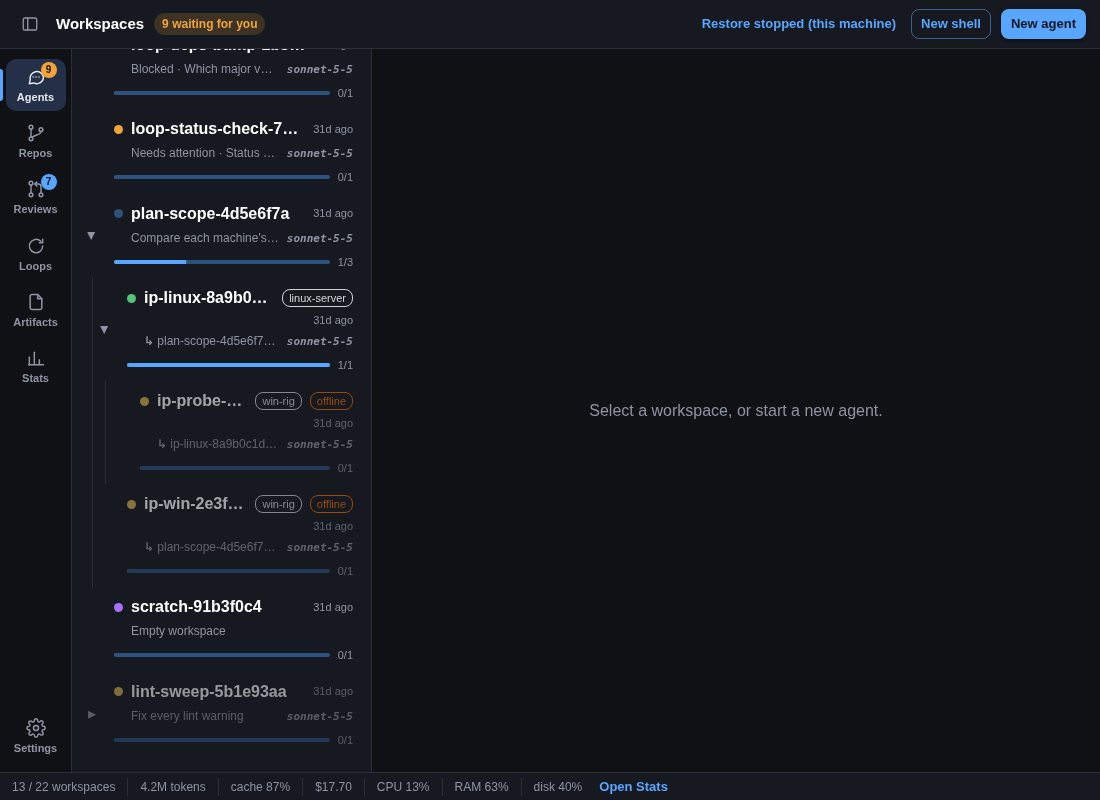 Workspaces
9 waiting for you
Restore stopped (this machine)
New shell
New agent
9
Agents
Repos
7
Reviews
Loops
Artifacts
Stats
Settings
Blocked · Which major v… sonnet-5-5
0/1
loop-status-check-7… 31d ago
Needs attention · Status … sonnet-5-5
0/1
plan-scope-4d5e6f7a 31d ago
Compare each machine's… sonnet-5-5
1/3
ip-linux-8a9b0… linux-server
31d ago
↳ plan-scope-4d5e6f7… sonnet-5-5
1/1
ip-probe-… win-rig offline
31d ago
↳ ip-linux-8a9b0c1d… sonnet-5-5
0/1
ip-win-2e3f… win-rig offline
31d ago
↳ plan-scope-4d5e6f7… sonnet-5-5
0/1
scratch-91b3f0c4 31d ago
Empty workspace
0/1
lint-sweep-5b1e93aa 31d ago
Fix every lint warning sonnet-5-5
0/1
Select a workspace, or start a new agent.
13 / 22 workspaces
4.2M tokens
cache 87%
$17.70
CPU 13%
RAM 63%
disk 40%
Open Stats